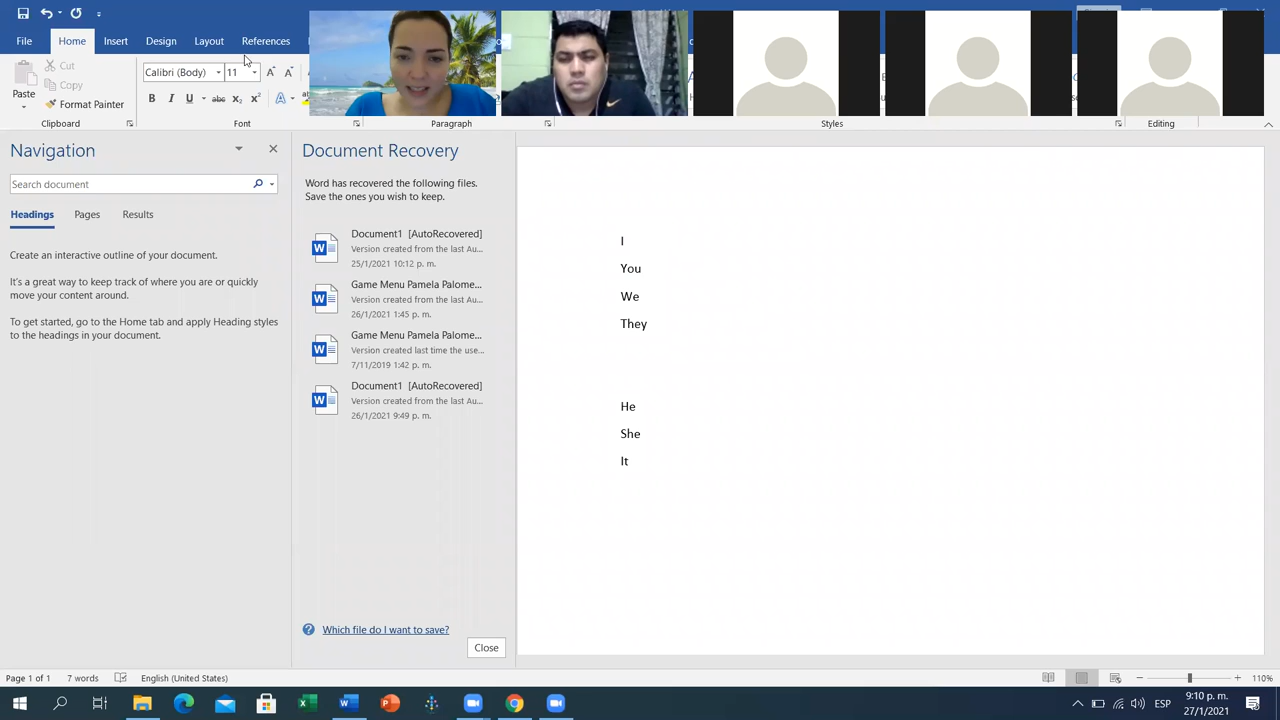 File Home Insert Design Layout References
Cut
Copy
Format Painter
Paste
Calibri (Body) 11
B I U abc x₂ x² A
Clipboard Font Paragraph Styles Editing
Navigation
Search document
Headings Pages Results
Create an interactive outline of your document.
It's a great way to keep track of where you are or quickly
move your content around.
To get started, go to the Home tab and apply Heading styles
to the headings in your document.
Document Recovery
Word has recovered the following files.
Save the ones you wish to keep.
Document1 [AutoRecovered]
Version created from the last Au...
25/1/2021 10:12 p. m.
Game Menu Pamela Palome...
Version created from the last Au...
26/1/2021 1:45 p. m.
Game Menu Pamela Palome...
Version created last time the use...
7/11/2019 1:42 p. m.
Document1 [AutoRecovered]
Version created from the last Au...
26/1/2021 9:49 p. m.
Which file do I want to save?
Close
I
You
We
They
He
She
It
Page 1 of 1 7 words English (United States) 110%
ESP 9:10 p. m.
27/1/2021